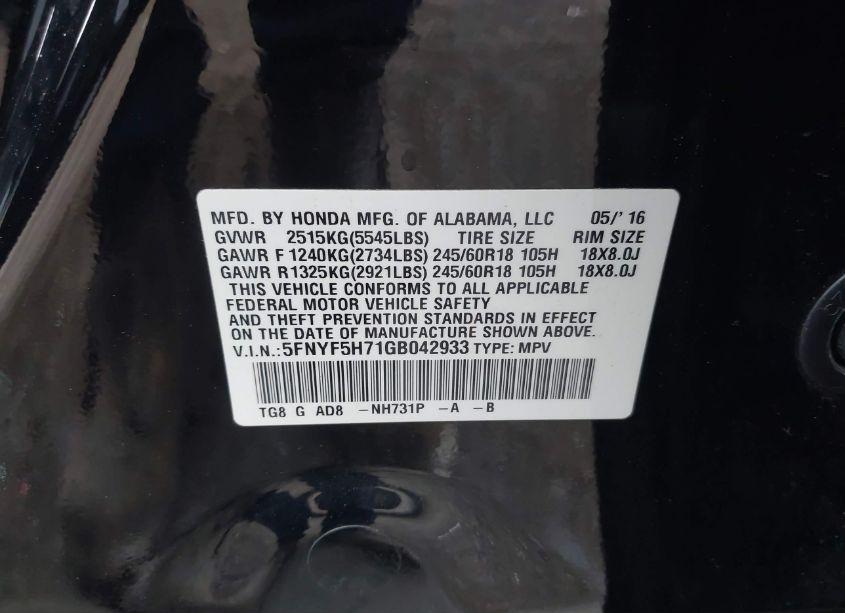 MFD. BY HONDA MFG. OF ALABAMA, LLC 05/' 16
GVWR 2515KG(5545LBS) TIRE SIZE RIM SIZE
GAWR F 1240KG(2734LBS) 245/60R18 105H 18X8.0J
GAWR R1325KG(2921LBS) 245/60R18 105H 18X8.0J
THIS VEHICLE CONFORMS TO ALL APPLICABLE
FEDERAL MOTOR VEHICLE SAFETY
AND THEFT PREVENTION STANDARDS IN EFFECT
ON THE DATE OF MANUFACTURE SHOWN ABOVE.
V.I.N.:5FNYF5H71GB042933 TYPE: MPV
TG8 G AD8 -NH731P -A -B